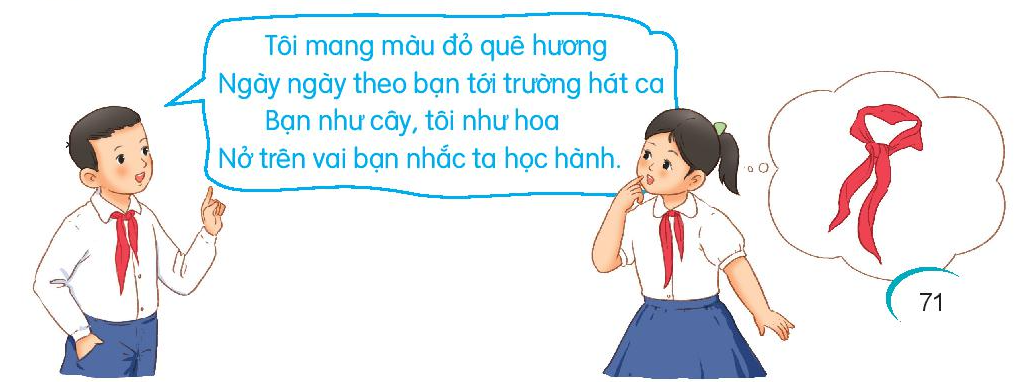 Tôi mang màu đỏ quê hương
Ngày ngày theo bạn tới trường hát ca
Bạn như cây, tôi như hoa
Nở trên vai bạn nhắc ta học hành.
71